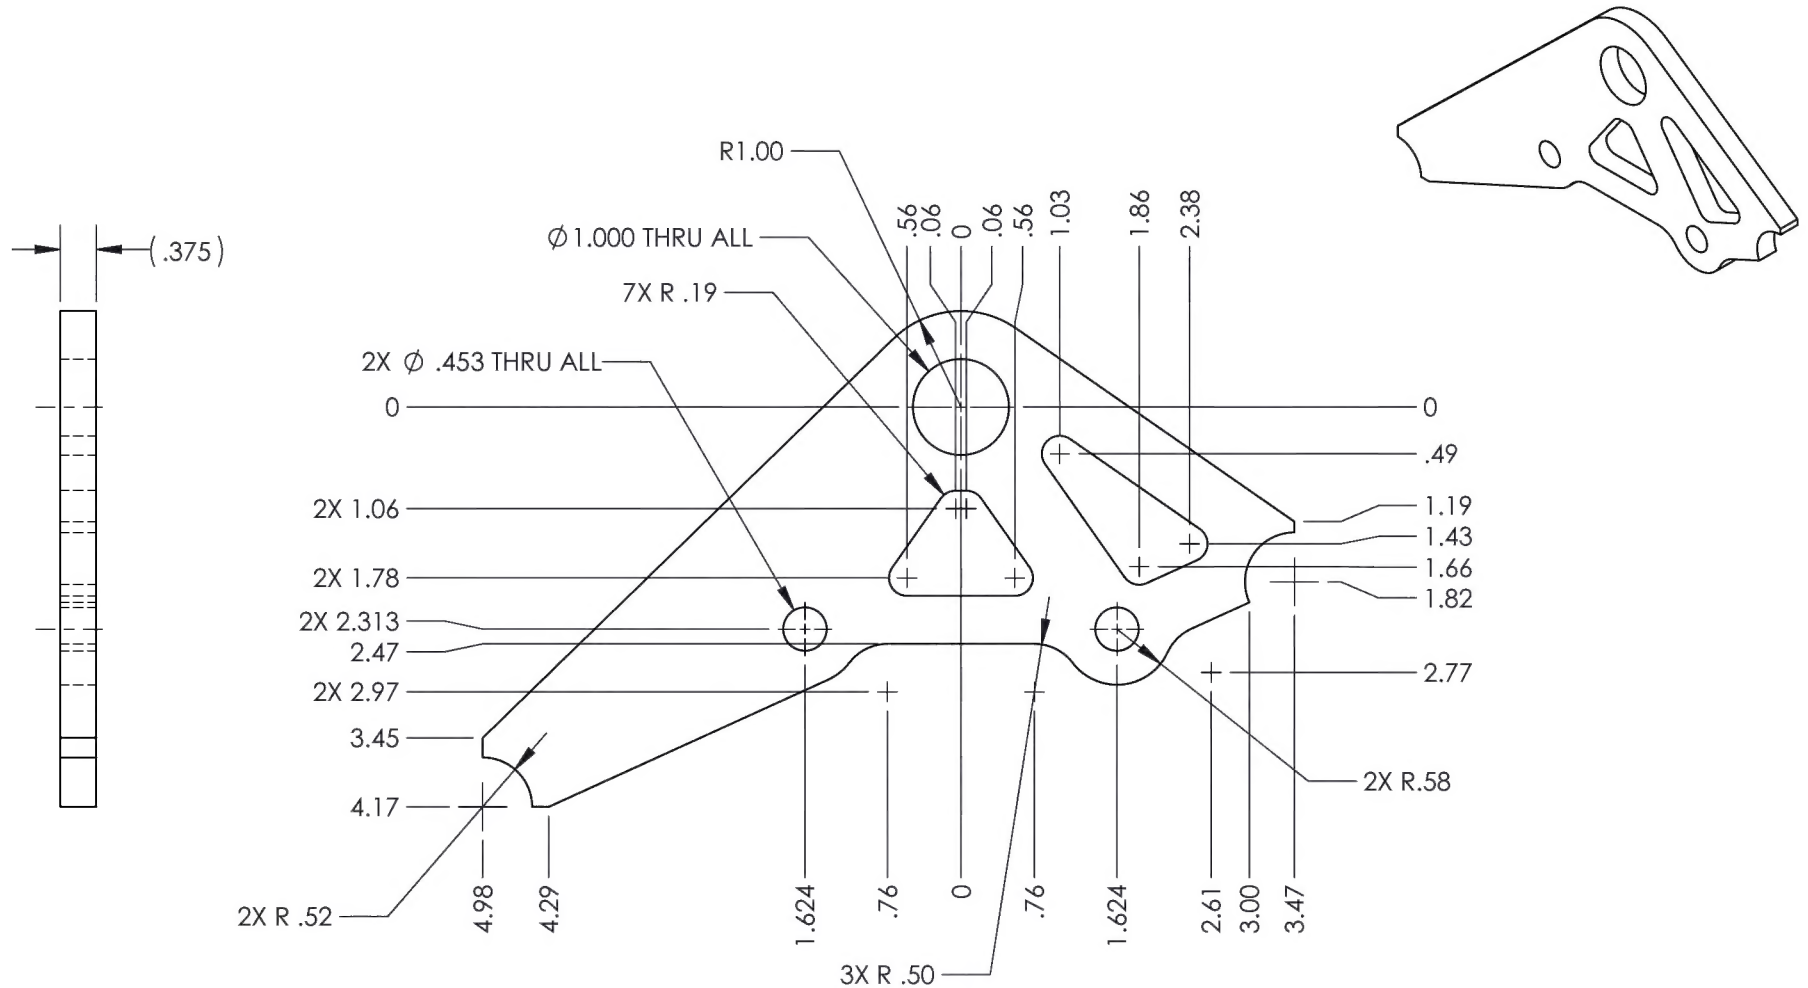 R1.00
.56
.06
0
.06
.56
1.03
1.86
2.38
∅1.000 THRU ALL
(.375)
7X R .19
2X ∅ .453 THRU ALL
0
0
.49
2X 1.06
1.19
1.43
1.66
2X 1.78
1.82
2X 2.313
2.47
2.77
2X 2.97
3.45
2X R.58
4.17
4.98
4.29
1.624
.76
0
.76
1.624
2.61
3.00
3.47
2X R .52
3X R .50